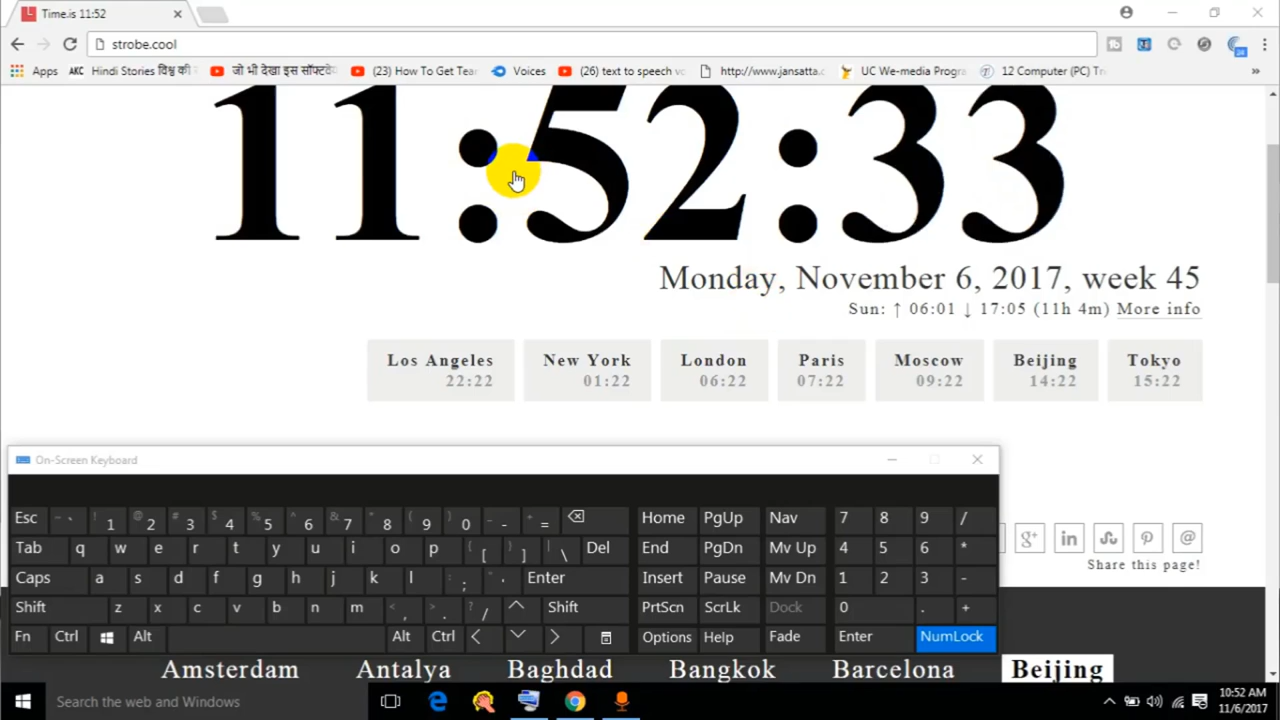 Time.is 11:52
strobe.cool
Apps Hindi Stories विश्व की जो भी देखा इस सॉफ्टवे (23) How To Get Tear Voices (26) text to speech vo http://www.jansatta.c UC We-media Progra 12 Computer (PC) Tr »
11:52:33
Monday, November 6, 2017, week 45
Sun: ↑ 06:01 ↓ 17:05 (11h 4m) More info
Los Angeles New York London Paris Moscow Beijing Tokyo
22:22 01:22 06:22 07:22 09:22 14:22 15:22
On-Screen Keyboard
Esc ~ ` ! 1 @ 2 # 3 $ 4 % 5 ^ 6 & 7 * 8 ( 9 ) 0 _ - + = Home PgUp Nav 7 8 9 /
Tab q w e r t y u i o p { [ } ] | \ Del End PgDn Mv Up 4 5 6 *
Caps a s d f g h j k l : ; " ' Enter Insert Pause Mv Dn 1 2 3 -
Shift z x c v b n m < , > . ? / Shift PrtScn ScrLk Dock 0 . +
Fn Ctrl Alt Alt Ctrl Options Help Fade Enter NumLock
g+ in @
Share this page!
Amsterdam Antalya Baghdad Bangkok Barcelona Beijing
Search the web and Windows
10:52 AM
11/6/2017